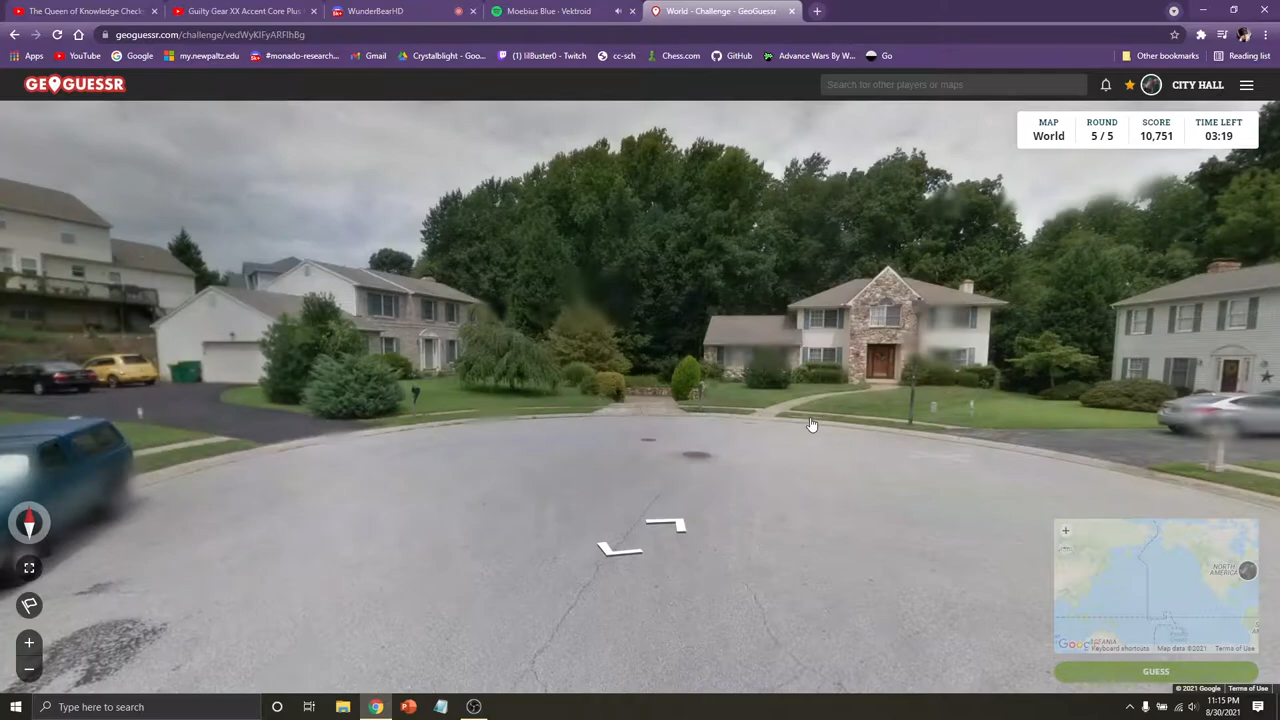 The Queen of Knowledge Check
Guilty Gear XX Accent Core Plus
WunderBearHD
Moebius Blue - Vektroid
World - Challenge - GeoGuessr
geoguessr.com/challenge/vedWyKIFyARFIhBg
Apps
YouTube
Google
my.newpaltz.edu
#monado-research...
Gmail
Crystalblight - Goo...
(1) llBuster0 - Twitch
cc-sch
Chess.com
GitHub
Advance Wars By W...
Go
Other bookmarks
Reading list
GEOGUESSR
Search for other players or maps
CITY HALL
MAP ROUND SCORE TIME LEFT
World 5 / 5 10,751 03:19
NORTH
AMERICA
OCEANIA
Google
Keyboard shortcuts Map data ©2021 Terms of Use
GUESS
© 2021 Google Terms of Use
Type here to search
11:15 PM
8/30/2021